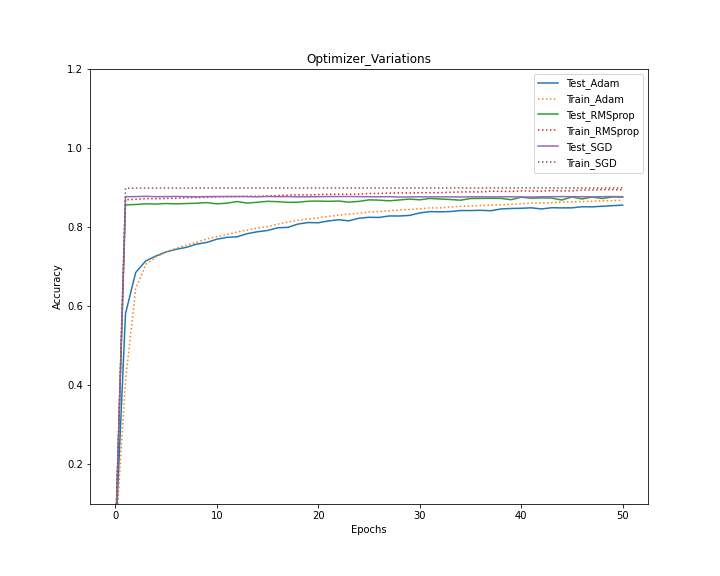 Optimizer_Variations
1.2
1.0
0.8
0.6
0.4
0.2
Accuracy
Test_Adam
Train_Adam
Test_RMSprop
Train_RMSprop
Test_SGD
Train_SGD
0 10 20 30 40 50
Epochs